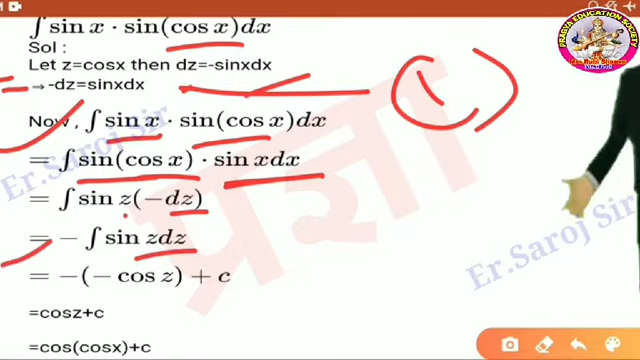 ∫ sin x · sin(cos x)dx
Sol :
Let z=cosx then dz=-sinxdx
⇒ -dz=sinxdx
Now , ∫ sin x · sin(cos x)dx
= ∫ sin(cos x) · sin xdx
= ∫ sin z(−dz)
= − ∫ sin zdz
= −(− cos z) + c
=cosz+c
=cos(cosx)+c
Er.Saroj Sir
Er.Saroj Sir
प्रज्ञा
PRAGYA EDUCATION SOCIETY